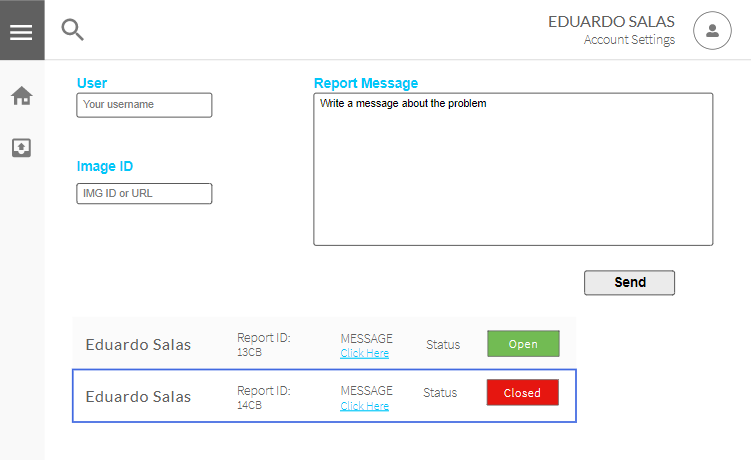 EDUARDO SALAS
Account Settings
User
Your username
Report Message
Write a message about the problem
Image ID
IMG ID or URL
Send
Eduardo Salas
Report ID:
13CB
MESSAGE
Click Here
Status
Open
Eduardo Salas
Report ID:
14CB
MESSAGE
Click Here
Status
Closed